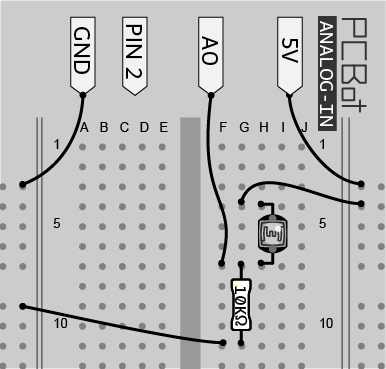 GND
PIN 2
A0
5V
ANALOG-IN
PCBot
A B C D E F G H I J
1 1
5 5
10KΩ
10 10